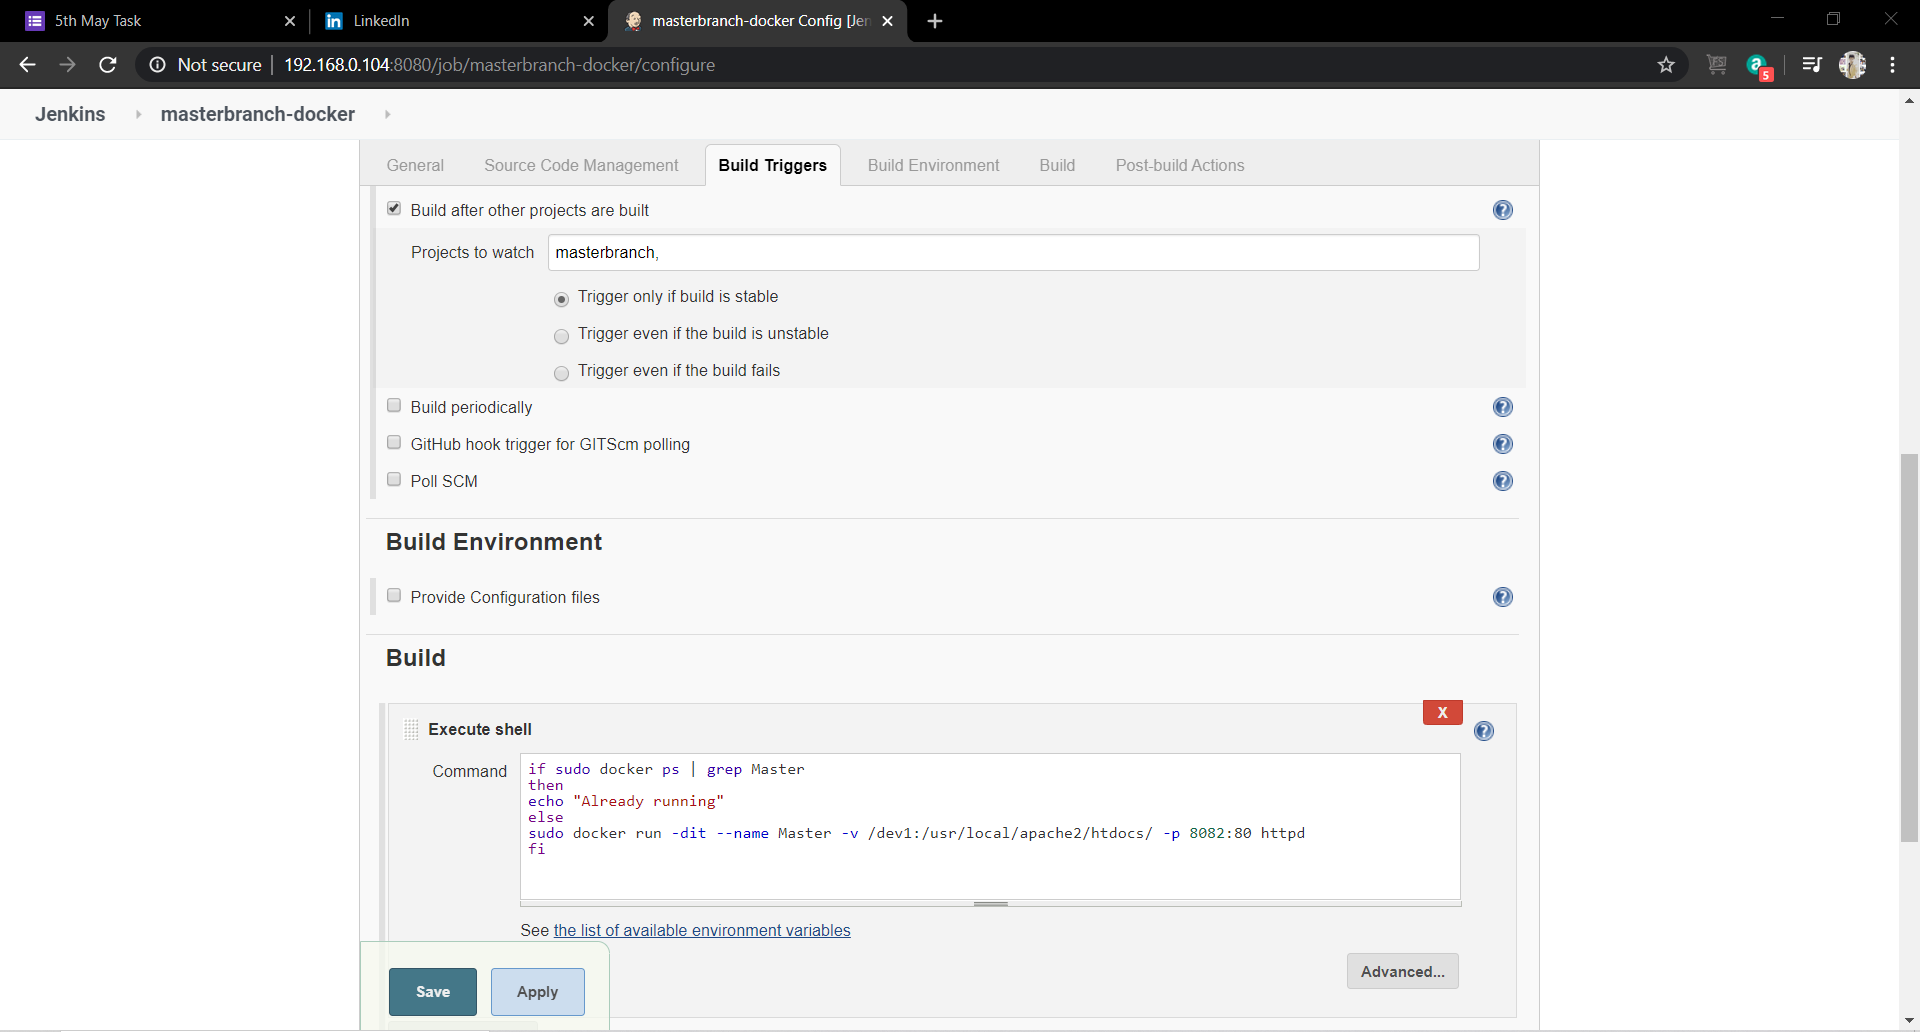 5th May Task
LinkedIn
masterbranch-docker Config [Jen
Not secure
192.168.0.104:8080/job/masterbranch-docker/configure
5
Jenkins
masterbranch-docker
General
Source Code Management
Build Triggers
Build Environment
Build
Post-build Actions
Build after other projects are built
Projects to watch
masterbranch,
Trigger only if build is stable
Trigger even if the build is unstable
Trigger even if the build fails
Build periodically
GitHub hook trigger for GITScm polling
Poll SCM
Build Environment
Provide Configuration files
Build
X
Execute shell
Command
if sudo docker ps | grep Master
then
echo "Already running"
else
sudo docker run -dit --name Master -v /dev1:/usr/local/apache2/htdocs/ -p 8082:80 httpd
fi
See the list of available environment variables
Advanced...
Save
Apply